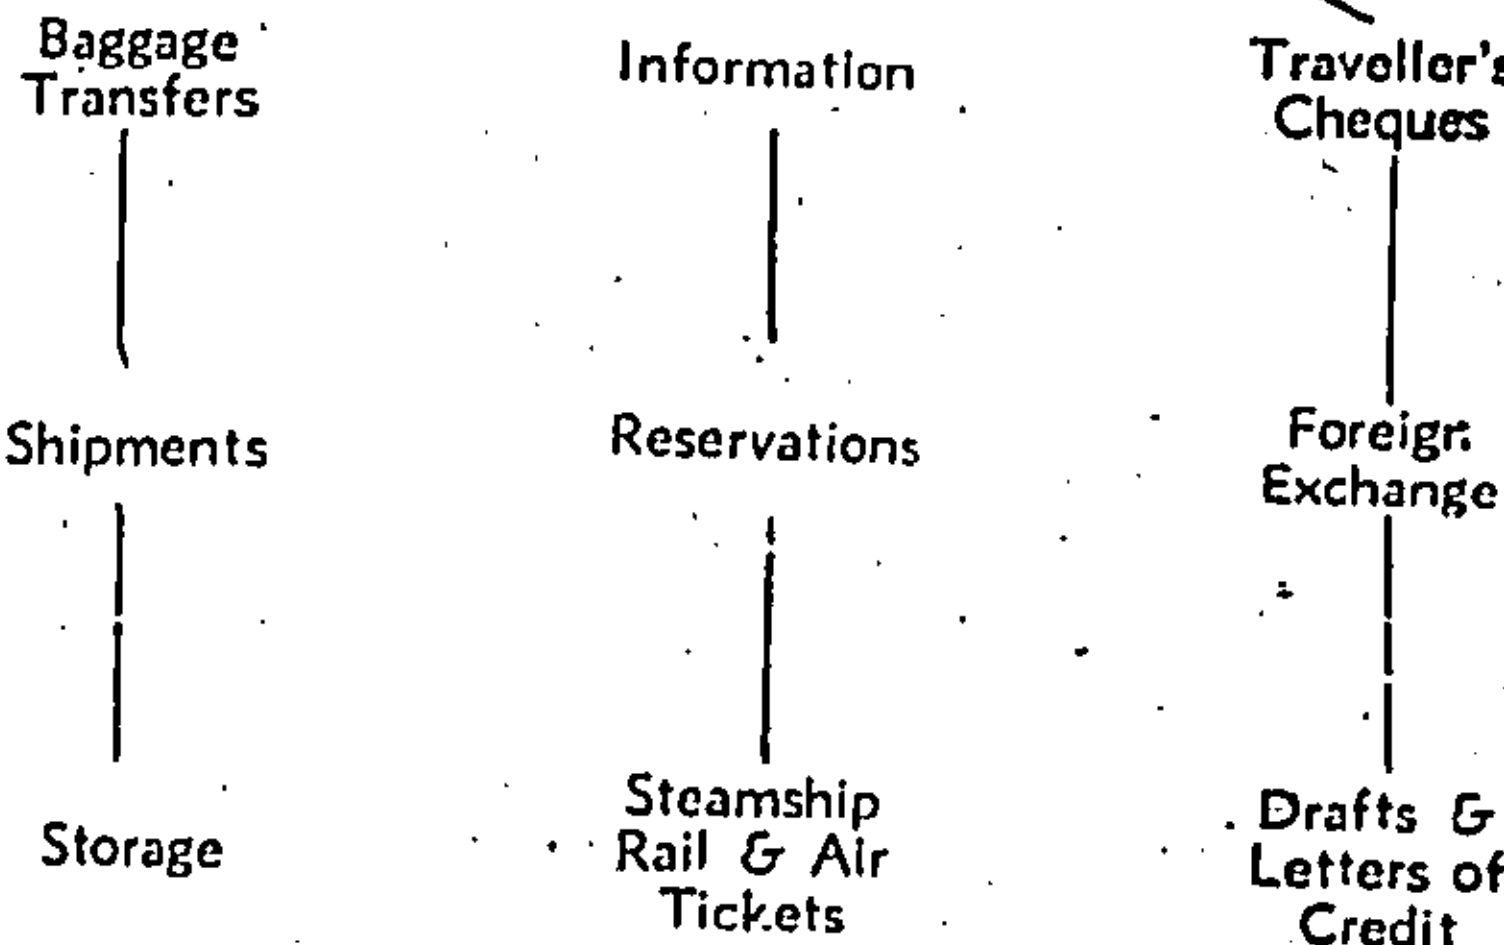 Baggage
Transfers
Information
Traveller's
Cheques
Shipments
Reservations
Foreign
Exchange
Storage
Steamship
Rail & Air
Tickets
Drafts &
Letters of
Credit